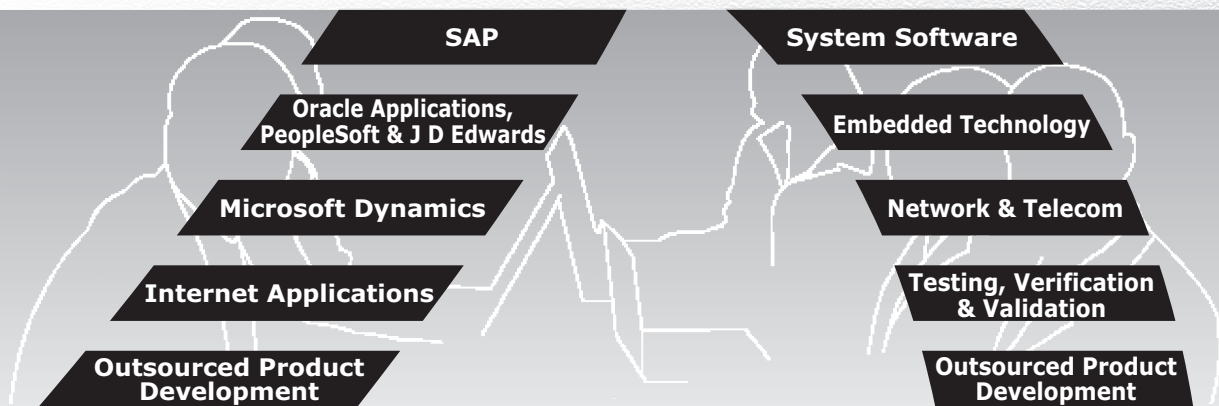 SAP
Oracle Applications,
PeopleSoft & J D Edwards
Microsoft Dynamics
Internet Applications
Outsourced Product
Development
System Software
Embedded Technology
Network & Telecom
Testing, Verification
& Validation
Outsourced Product
Development